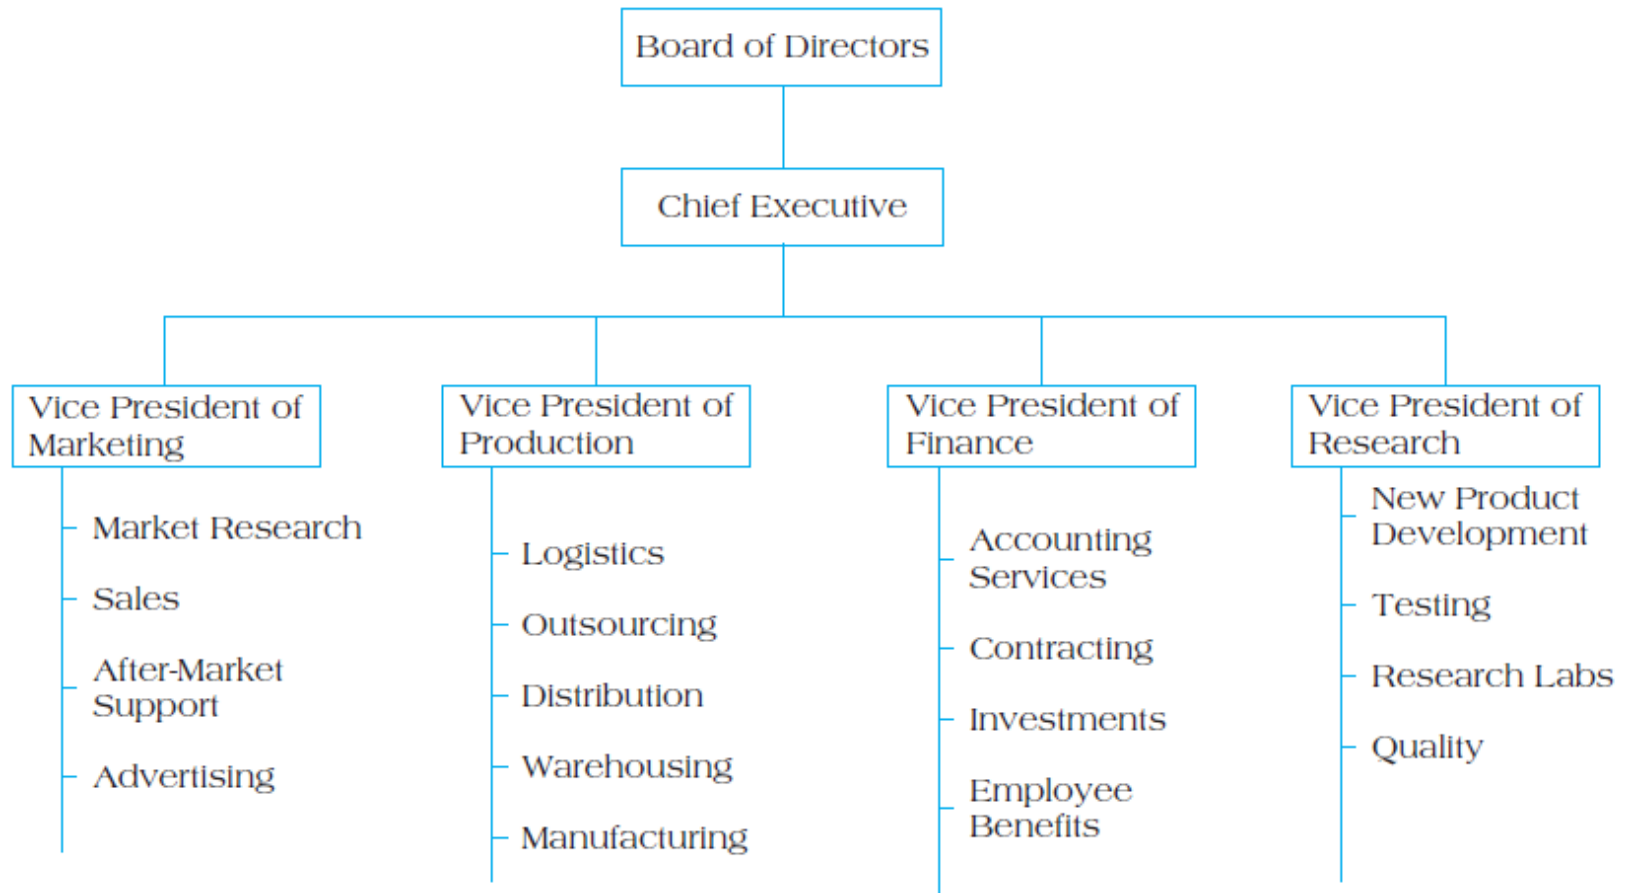 Board of Directors
Chief Executive
Vice President of
Marketing
Market Research
Sales
After-Market
Support
Advertising
Vice President of
Production
Logistics
Outsourcing
Distribution
Warehousing
Manufacturing
Vice President of
Finance
Accounting
Services
Contracting
Investments
Employee
Benefits
Vice President of
Research
New Product
Development
Testing
Research Labs
Quality